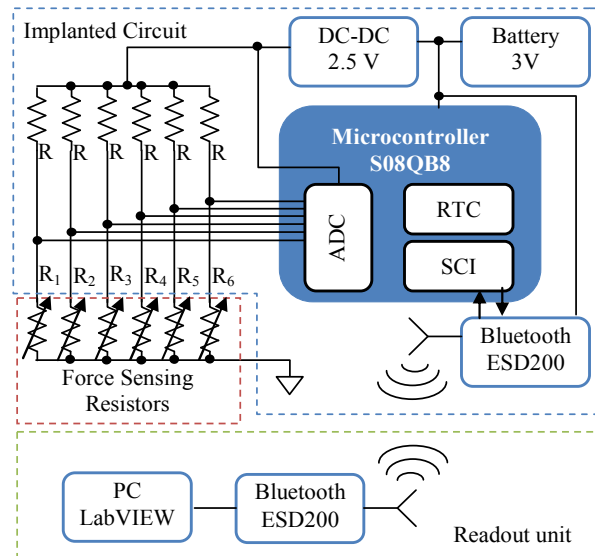 Implanted Circuit
DC-DC
2.5 V
Battery
3V
Microcontroller
S08QB8
R R R R R R
ADC
RTC
SCI
R1 R2 R3 R4 R5 R6
Bluetooth
ESD200
Force Sensing
Resistors
PC
LabVIEW
Bluetooth
ESD200
Readout unit